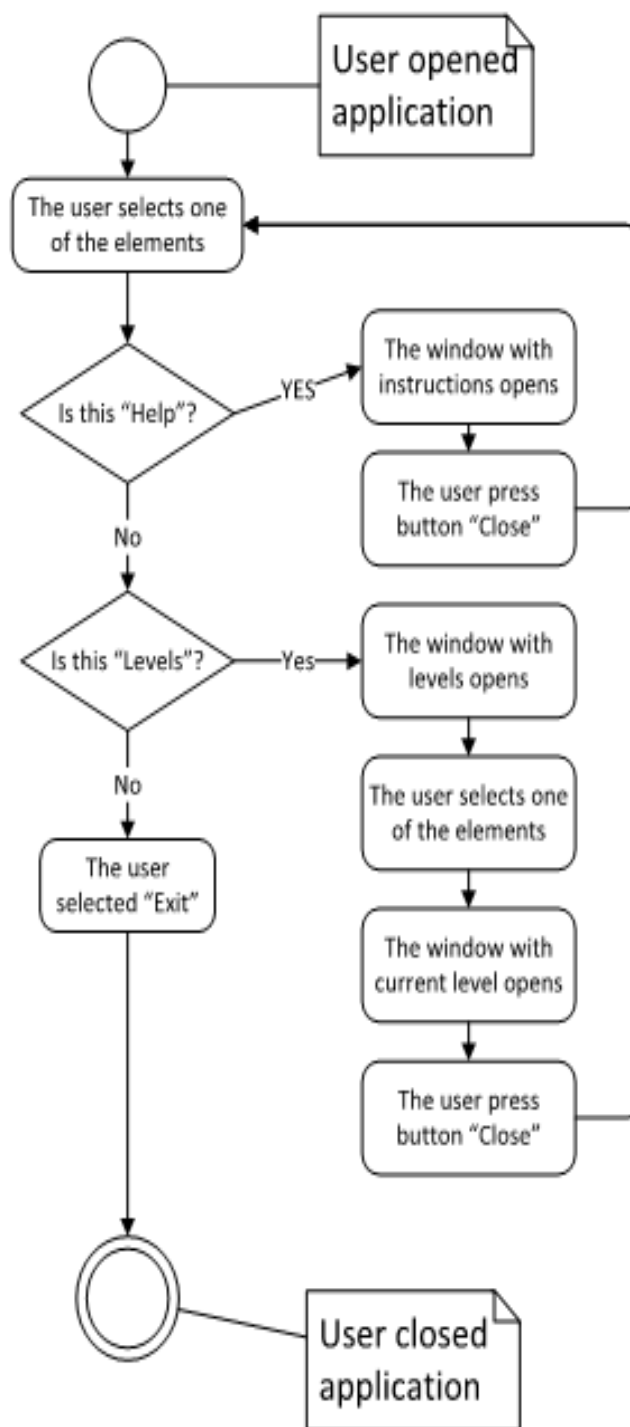 User opened
application
The user selects one
of the elements
Is this “Help”?
YES
The window with
instructions opens
The user press
button “Close”
No
Is this “Levels”?
Yes
The window with
levels opens
The user selects one
of the elements
No
The user
selected “Exit”
The window with
current level opens
The user press
button “Close”
User closed
application